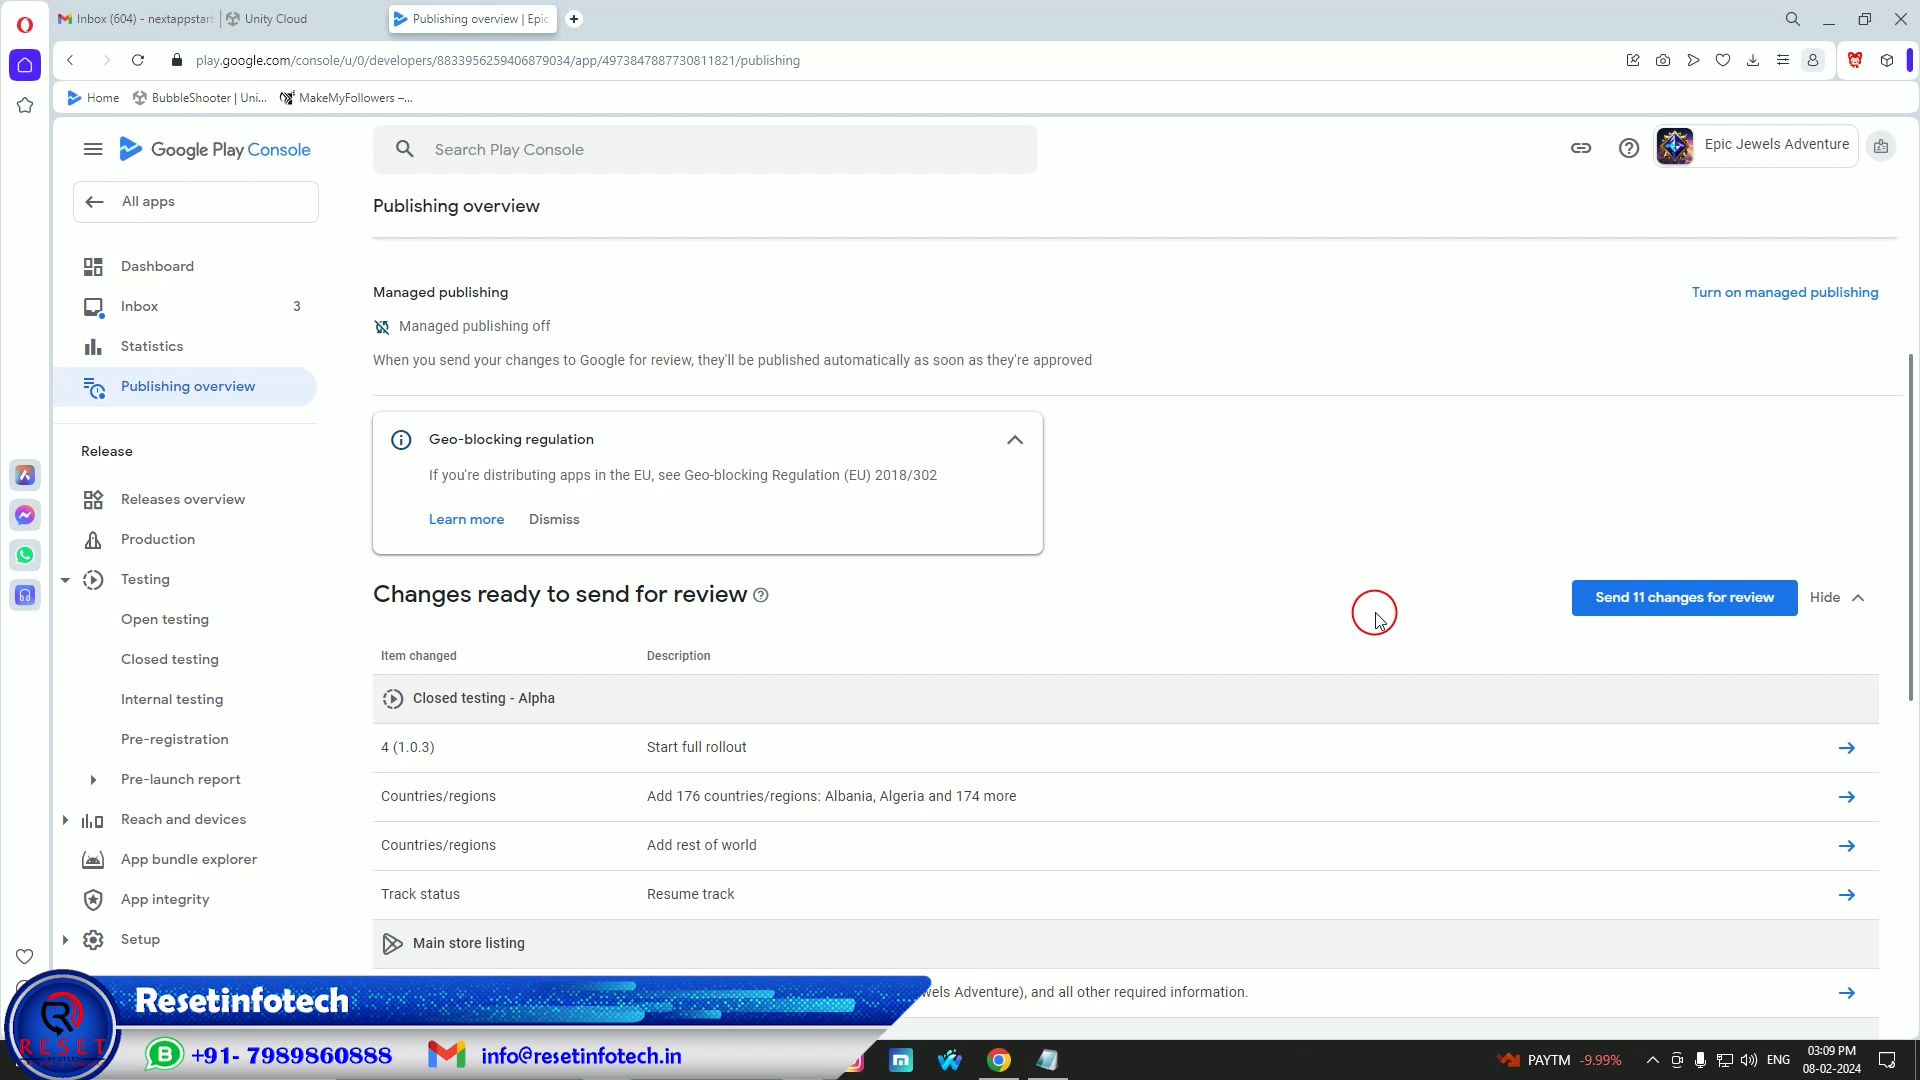 Inbox (604) - nextappstart
Unity Cloud
Publishing overview | Epic
play.google.com/console/u/0/developers/8833956259406879034/app/4973847887730811821/publishing
Home
BubbleShooter | Uni...
MakeMyFollowers –...
Google Play Console
Search Play Console
Epic Jewels Adventure
All apps
Publishing overview
Dashboard
Inbox 3
Statistics
Publishing overview
Release
Releases overview
Production
Testing
Open testing
Closed testing
Internal testing
Pre-registration
Pre-launch report
Reach and devices
App bundle explorer
App integrity
Setup
Managed publishing
Turn on managed publishing
Managed publishing off
When you send your changes to Google for review, they'll be published automatically as soon as they're approved
Geo-blocking regulation
If you're distributing apps in the EU, see Geo-blocking Regulation (EU) 2018/302
Learn more Dismiss
Changes ready to send for review
Send 11 changes for review
Hide
Item changed Description
Closed testing - Alpha
4 (1.0.3) Start full rollout
Countries/regions Add 176 countries/regions: Albania, Algeria and 174 more
Countries/regions Add rest of world
Track status Resume track
Main store listing
wels Adventure), and all other required information.
Resetinfotech
RESET
+91- 7989860888
info@resetinfotech.in
PAYTM -9.99%
ENG
03:09 PM
08-02-2024